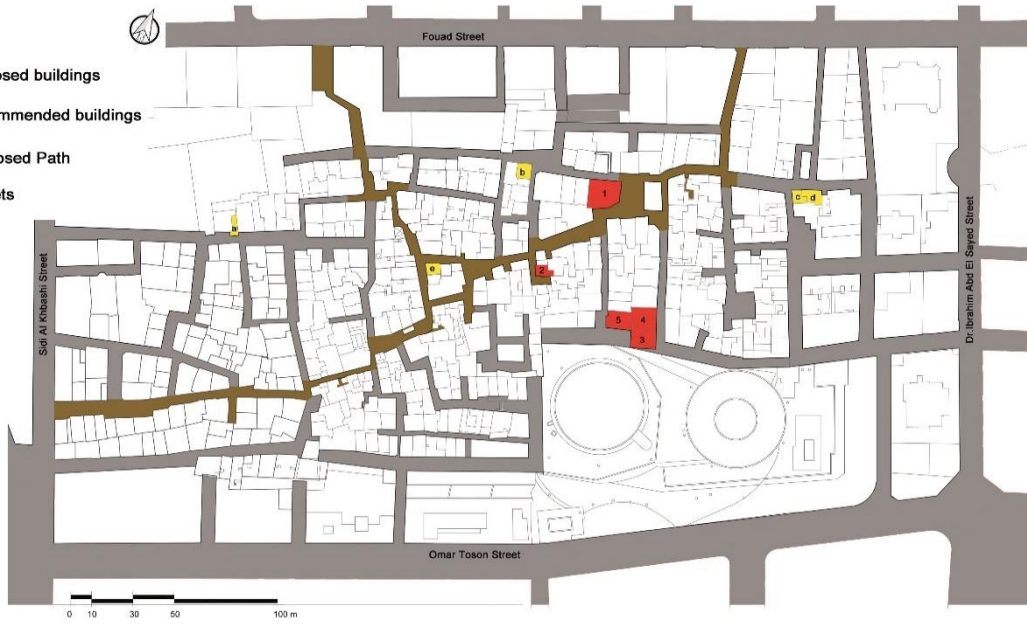 Fouad Street
osed buildings
mmended buildings
osed Path
ts
b
1
c d
a
e
2
5 4
3
Sidi Al Khbashi Street
Dr.Ibrahim Abd El Sayed Street
Omar Toson Street
0 10 30 50 100 m